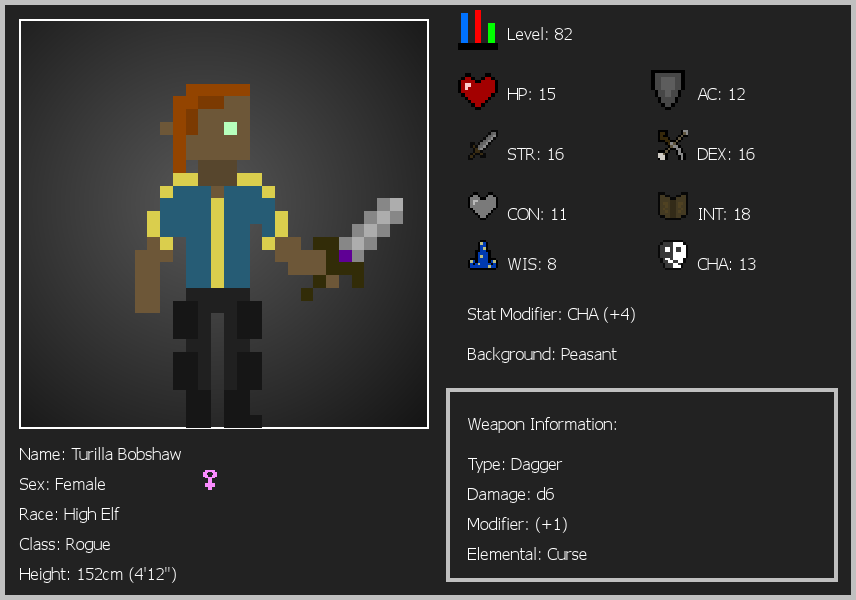 Level: 82
HP: 15
AC: 12
STR: 16
DEX: 16
CON: 11
INT: 18
WIS: 8
CHA: 13
Stat Modifier: CHA (+4)
Background: Peasant
Weapon Information:
Type: Dagger
Damage: d6
Modifier: (+1)
Elemental: Curse
Name: Turilla Bobshaw
Sex: Female
Race: High Elf
Class: Rogue
Height: 152cm (4'12")